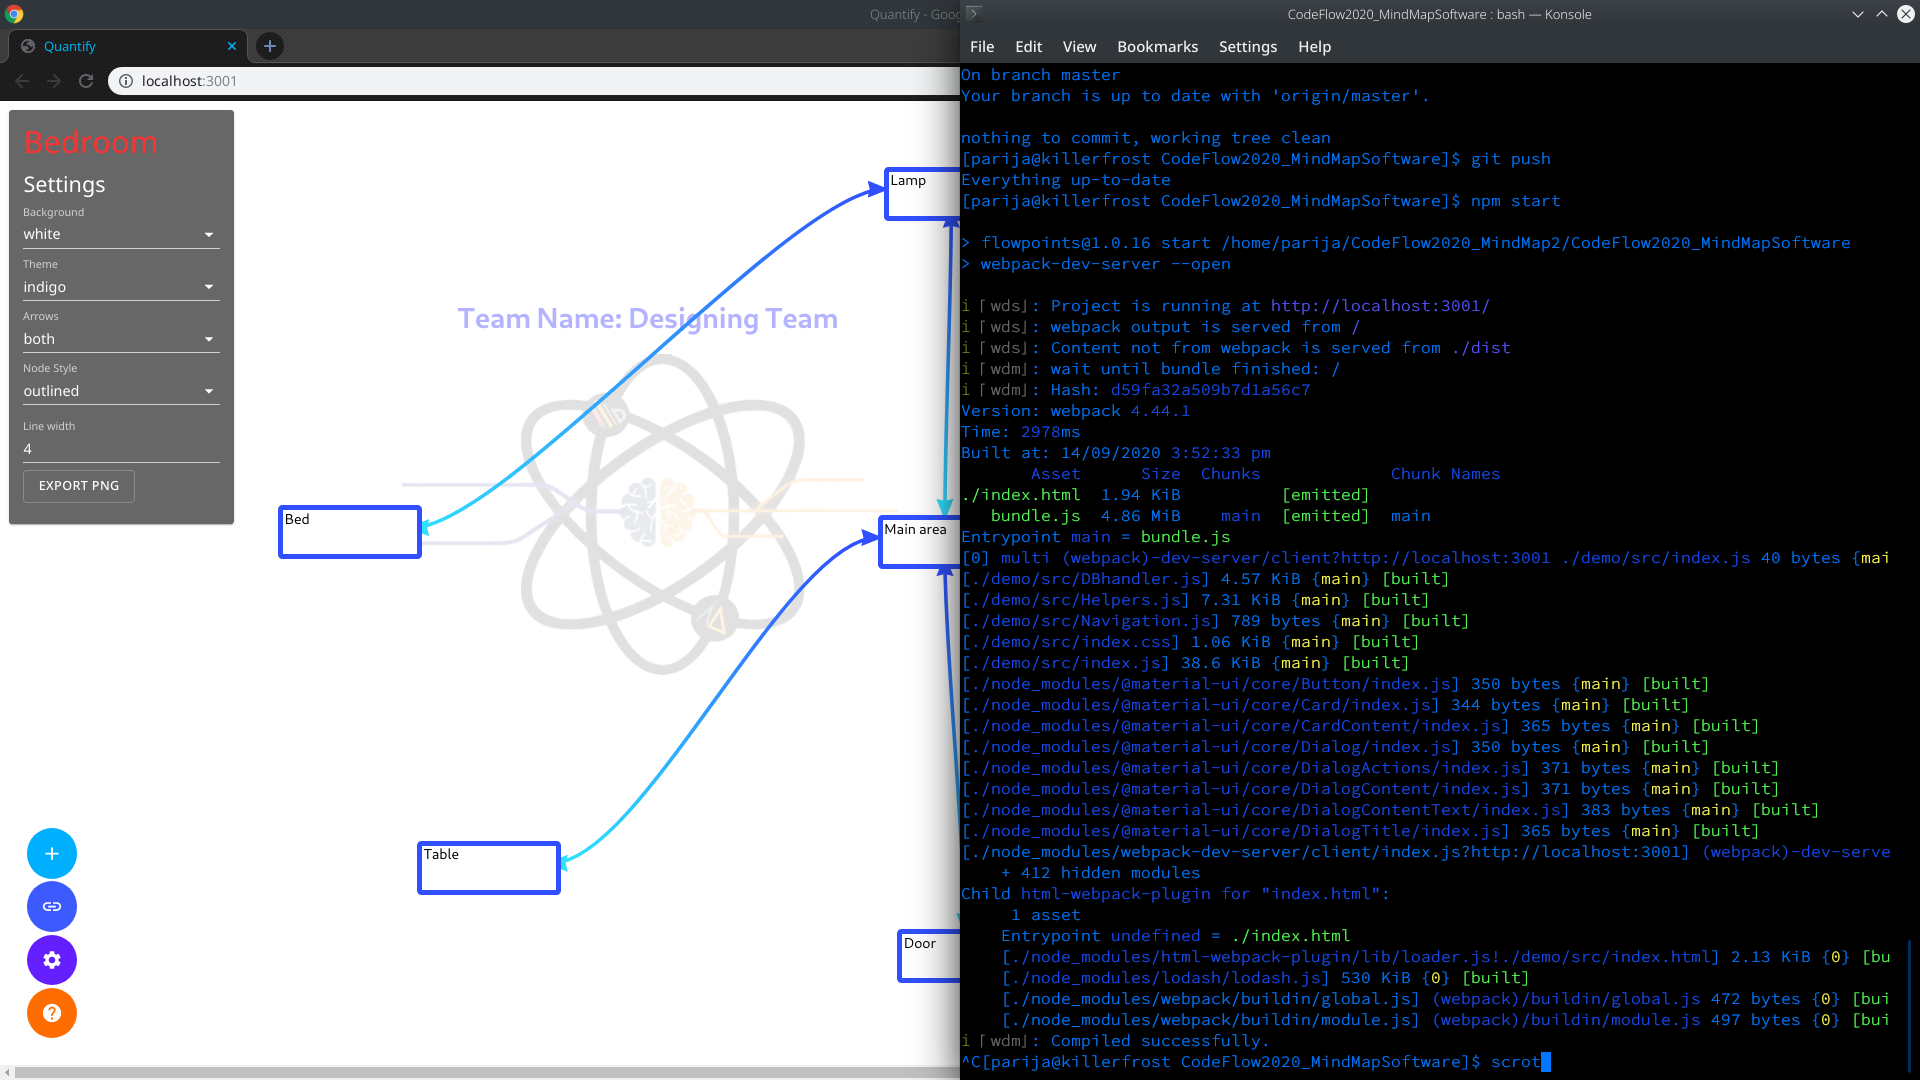 Quantify - Goog
Quantify
localhost:3001
Bedroom
Settings
Background
white
Theme
indigo
Arrows
both
Node Style
outlined
Line width
4
EXPORT PNG
Lamp
Team Name: Designing Team
Bed
Main area
Table
Door
CodeFlow2020_MindMapSoftware : bash — Konsole
File Edit View Bookmarks Settings Help
On branch master
Your branch is up to date with 'origin/master'.
nothing to commit, working tree clean
[parija@killerfrost CodeFlow2020_MindMapSoftware]$ git push
Everything up-to-date
[parija@killerfrost CodeFlow2020_MindMapSoftware]$ npm start
> flowpoints@1.0.16 start /home/parija/CodeFlow2020_MindMap2/CodeFlow2020_MindMapSoftware
> webpack-dev-server --open
i ｢wds｣: Project is running at http://localhost:3001/
i ｢wds｣: webpack output is served from /
i ｢wds｣: Content not from webpack is served from ./dist
i ｢wdm｣: wait until bundle finished: /
i ｢wdm｣: Hash: d59fa32a509b7d1a56c7
Version: webpack 4.44.1
Time: 2978ms
Built at: 14/09/2020 3:52:33 pm
Asset Size Chunks Chunk Names
./index.html 1.94 KiB [emitted]
bundle.js 4.86 MiB main [emitted] main
Entrypoint main = bundle.js
[0] multi (webpack)-dev-server/client?http://localhost:3001 ./demo/src/index.js 40 bytes {mai
[./demo/src/DBhandler.js] 4.57 KiB {main} [built]
[./demo/src/Helpers.js] 7.31 KiB {main} [built]
[./demo/src/Navigation.js] 789 bytes {main} [built]
[./demo/src/index.css] 1.06 KiB {main} [built]
[./demo/src/index.js] 38.6 KiB {main} [built]
[./node_modules/@material-ui/core/Button/index.js] 350 bytes {main} [built]
[./node_modules/@material-ui/core/Card/index.js] 344 bytes {main} [built]
[./node_modules/@material-ui/core/CardContent/index.js] 365 bytes {main} [built]
[./node_modules/@material-ui/core/Dialog/index.js] 350 bytes {main} [built]
[./node_modules/@material-ui/core/DialogActions/index.js] 371 bytes {main} [built]
[./node_modules/@material-ui/core/DialogContent/index.js] 371 bytes {main} [built]
[./node_modules/@material-ui/core/DialogContentText/index.js] 383 bytes {main} [built]
[./node_modules/@material-ui/core/DialogTitle/index.js] 365 bytes {main} [built]
[./node_modules/webpack-dev-server/client/index.js?http://localhost:3001] (webpack)-dev-serve
+ 412 hidden modules
Child html-webpack-plugin for "index.html":
1 asset
Entrypoint undefined = ./index.html
[./node_modules/html-webpack-plugin/lib/loader.js!./demo/src/index.html] 2.13 KiB {0} [bu
[./node_modules/lodash/lodash.js] 530 KiB {0} [built]
[./node_modules/webpack/buildin/global.js] (webpack)/buildin/global.js 472 bytes {0} [bui
[./node_modules/webpack/buildin/module.js] (webpack)/buildin/module.js 497 bytes {0} [bui
i ｢wdm｣: Compiled successfully.
^C[parija@killerfrost CodeFlow2020_MindMapSoftware]$ scrot